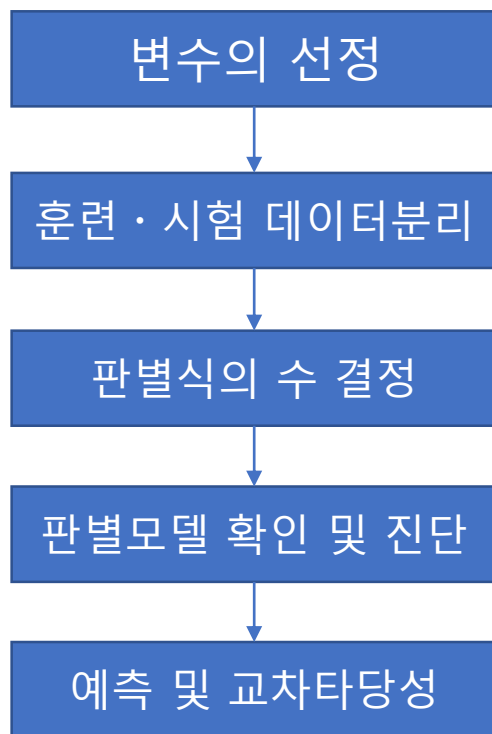 변수의 선정
훈련・시험 데이터분리
판별식의 수 결정
판별모델 확인 및 진단
예측 및 교차타당성